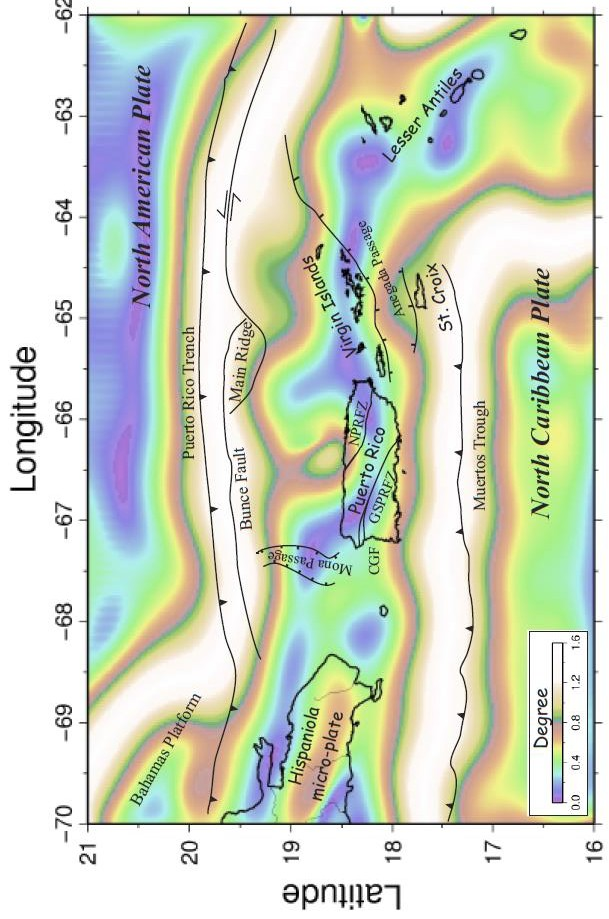 Longitude
−70
−69
−68
−67
−66
−65
−64
−63
−62
Latitude
21
20
19
18
17
16
North American Plate
Bahamas Platform
Puerto Rico Trench
Bunce Fault
Main Ridge
Mona Passage
Hispaniola
micro-plate
Virgin Islands
Anegada Passage
Lesser Antiles
NPRFZ
Puerto Rico
GSPRFZ
CGF
St. Croix
Muertos Trough
North Caribbean Plate
Degree
0.0
0.4
0.8
1.2
1.6